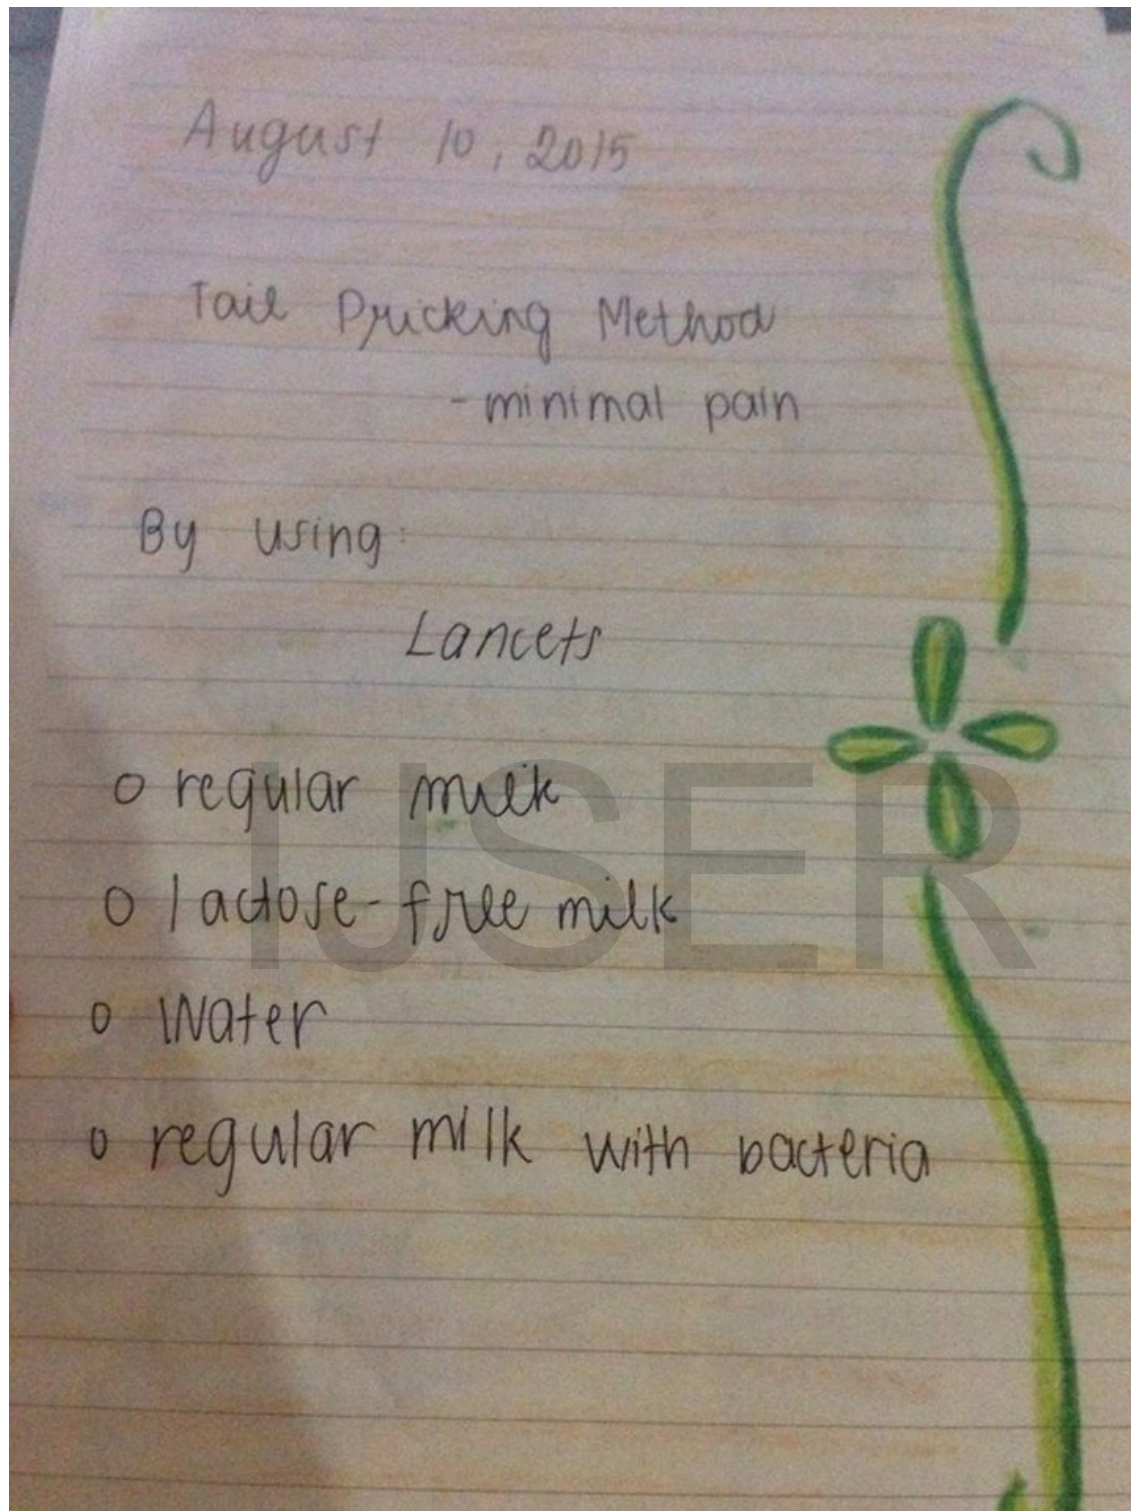 August 10, 2015
Tail Pricking Method
-minimal pain
By using:
Lancets
o regular milk
o lactose-free milk
o Water
o regular milk with bacteria
IJSER